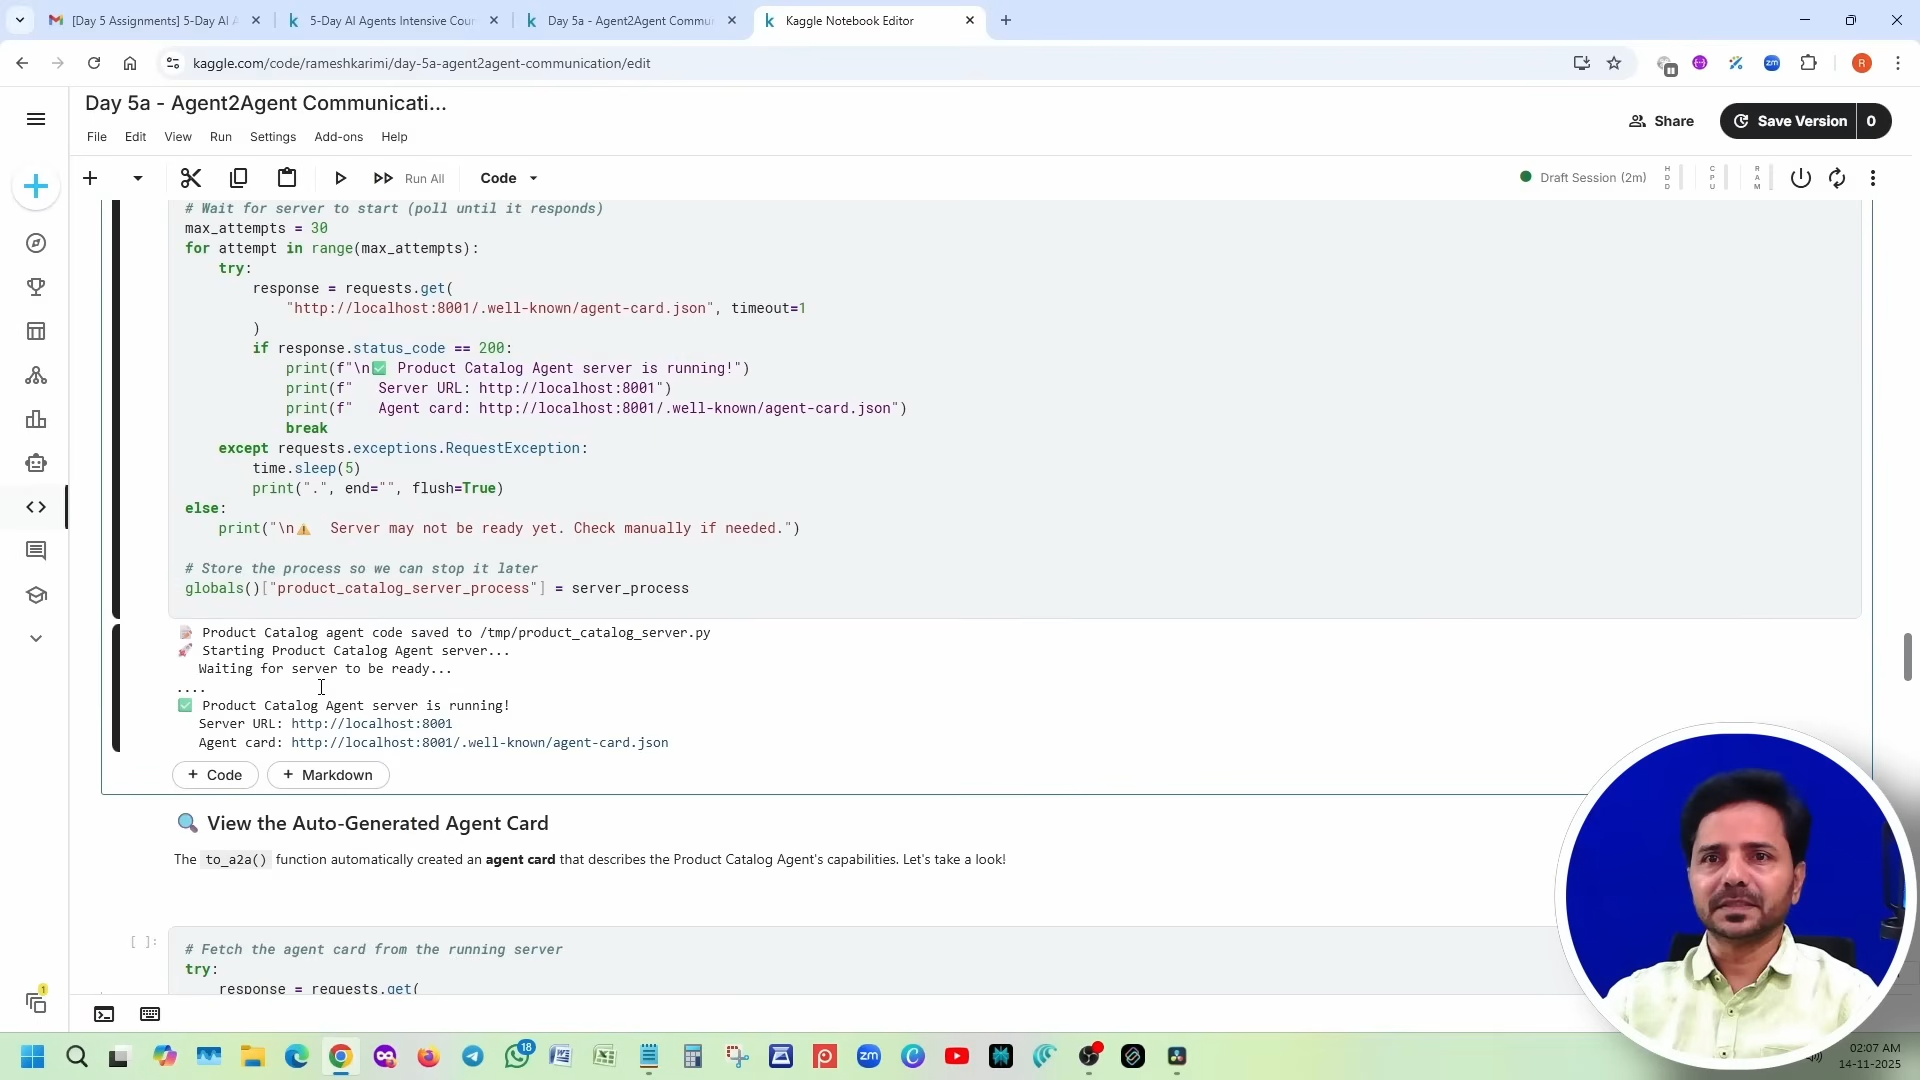 [Day 5 Assignments] 5-Day AI A
5-Day AI Agents Intensive Cour
Day 5a - Agent2Agent Commu
Kaggle Notebook Editor
kaggle.com/code/rameshkarimi/day-5a-agent2agent-communication/edit
R
Day 5a - Agent2Agent Communicati...
File Edit View Run Settings Add-ons Help
Share
Save Version 0
Run All
Code
Draft Session (2m)
HDD
CPU
RAM
# Wait for server to start (poll until it responds)
max_attempts = 30
for attempt in range(max_attempts):
try:
response = requests.get(
"http://localhost:8001/.well-known/agent-card.json", timeout=1
)
if response.status_code == 200:
print(f"\n✅ Product Catalog Agent server is running!")
print(f"   Server URL: http://localhost:8001")
print(f"   Agent card: http://localhost:8001/.well-known/agent-card.json")
break
except requests.exceptions.RequestException:
time.sleep(5)
print(".", end="", flush=True)
else:
print("\n⚠️  Server may not be ready yet. Check manually if needed.")
# Store the process so we can stop it later
globals()["product_catalog_server_process"] = server_process
📝 Product Catalog agent code saved to /tmp/product_catalog_server.py
🚀 Starting Product Catalog Agent server...
Waiting for server to be ready...
....
✅ Product Catalog Agent server is running!
Server URL: http://localhost:8001
Agent card: http://localhost:8001/.well-known/agent-card.json
+ Code
+ Markdown
🔍 View the Auto-Generated Agent Card
The to_a2a() function automatically created an agent card that describes the Product Catalog Agent's capabilities. Let's take a look!
[ ]:
# Fetch the agent card from the running server
try:
response = requests.get(
1
18
zm
02:07 AM
14-11-2025